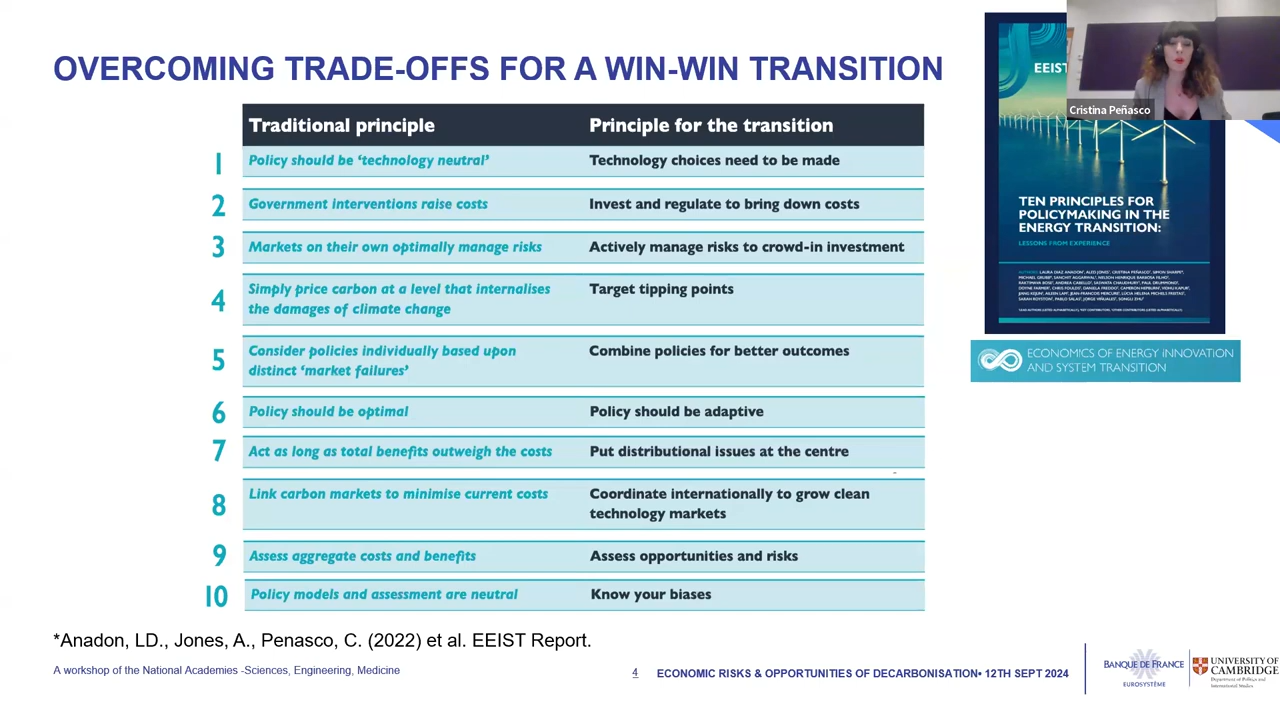 OVERCOMING TRADE-OFFS FOR A WIN-WIN TRANSITION
Traditional principle Principle for the transition
1 Policy should be ‘technology neutral’ Technology choices need to be made
2 Government interventions raise costs Invest and regulate to bring down costs
3 Markets on their own optimally manage risks Actively manage risks to crowd-in investment
4 Simply price carbon at a level that internalises Target tipping points
the damages of climate change
5 Consider policies individually based upon Combine policies for better outcomes
distinct ‘market failures’
6 Policy should be optimal Policy should be adaptive
7 Act as long as total benefits outweigh the costs Put distributional issues at the centre
8 Link carbon markets to minimise current costs Coordinate internationally to grow clean
technology markets
9 Assess aggregate costs and benefits Assess opportunities and risks
10 Policy models and assessment are neutral Know your biases
EEIST
Cristina Peñasco
TEN PRINCIPLES FOR
POLICYMAKING IN THE
ENERGY TRANSITION:
LESSONS FROM EXPERIENCE
ECONOMICS OF ENERGY INNOVATION
AND SYSTEM TRANSITION
*Anadon, LD., Jones, A., Penasco, C. (2022) et al. EEIST Report.
A workshop of the National Academies -Sciences, Engineering, Medicine
4
ECONOMIC RISKS & OPPORTUNITIES OF DECARBONISATION• 12TH SEPT 2024
BANQUE DE FRANCE
EUROSYSTÈME
UNIVERSITY OF
CAMBRIDGE
Department of Politics and
International Studies